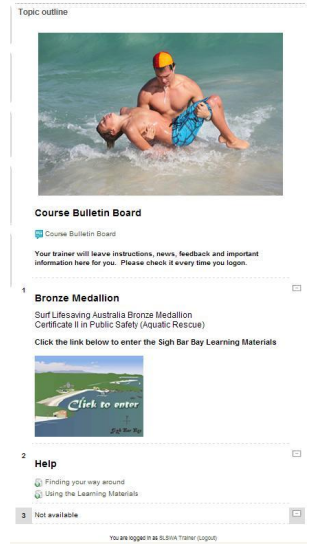 Topic outline
Course Bulletin Board
Course Bulletin Board
Your trainer will leave instructions, news, feedback and important
information here for you. Please check it every time you logon.
1
Bronze Medallion
Surf Lifesaving Australia Bronze Medallion
Certificate II in Public Safety (Aquatic Rescue)
Click the link below to enter the Sigh Bar Bay Learning Materials
Click to enter
Sigh Bar Bay
2
Help
Finding your way around
Using the Learning Materials
3 Not available
You are logged in as SLSWA Trainer (Logout)